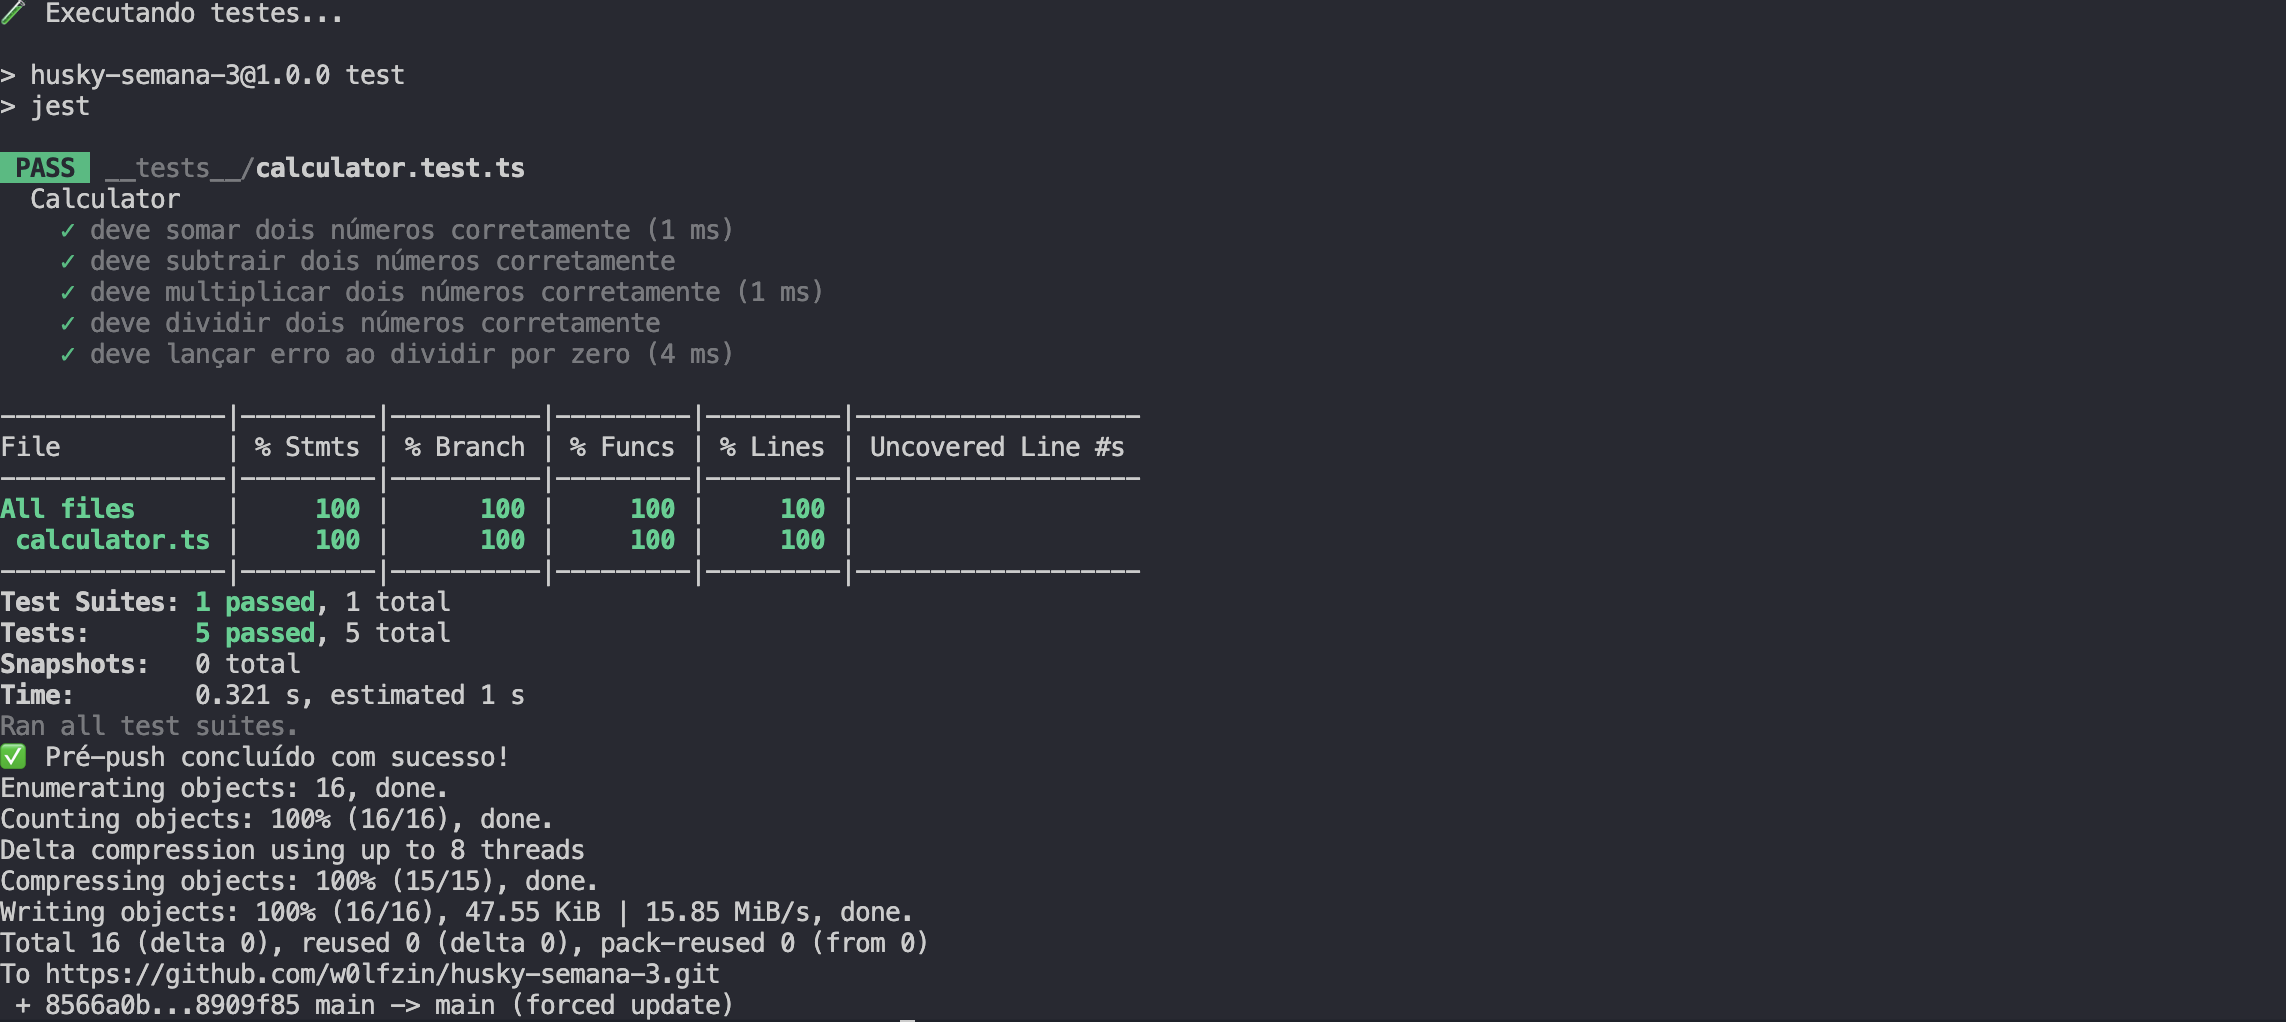 🧪 Executando testes...
> husky-semana-3@1.0.0 test
> jest
PASS __tests__/calculator.test.ts
Calculator
✓ deve somar dois números corretamente (1 ms)
✓ deve subtrair dois números corretamente
✓ deve multiplicar dois números corretamente (1 ms)
✓ deve dividir dois números corretamente
✓ deve lançar erro ao dividir por zero (4 ms)
---------------|---------|----------|---------|---------|-------------------
File           | % Stmts | % Branch | % Funcs | % Lines | Uncovered Line #s
---------------|---------|----------|---------|---------|-------------------
All files      |     100 |      100 |     100 |     100 |
 calculator.ts |     100 |      100 |     100 |     100 |
---------------|---------|----------|---------|---------|-------------------
Test Suites: 1 passed, 1 total
Tests:       5 passed, 5 total
Snapshots:   0 total
Time:        0.321 s, estimated 1 s
Ran all test suites.
✅ Pré-push concluído com sucesso!
Enumerating objects: 16, done.
Counting objects: 100% (16/16), done.
Delta compression using up to 8 threads
Compressing objects: 100% (15/15), done.
Writing objects: 100% (16/16), 47.55 KiB | 15.85 MiB/s, done.
Total 16 (delta 0), reused 0 (delta 0), pack-reused 0 (from 0)
To https://github.com/w0lfzin/husky-semana-3.git
 + 8566a0b...8909f85 main -> main (forced update)